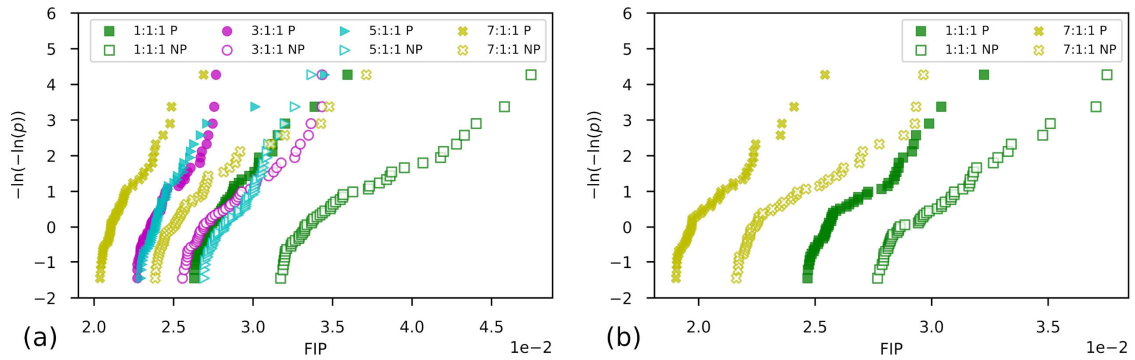 6
5
4
3
2
1
0
−1
−2
−ln(−ln(p))
1:1:1 P 3:1:1 P 5:1:1 P 7:1:1 P
1:1:1 NP 3:1:1 NP 5:1:1 NP 7:1:1 NP
2.0 2.5 3.0 3.5 4.0 4.5
(a) FIP 1e−2
6
5
4
3
2
1
0
−1
−2
−ln(−ln(p))
1:1:1 P 7:1:1 P
1:1:1 NP 7:1:1 NP
2.0 2.5 3.0 3.5
(b) FIP 1e−2